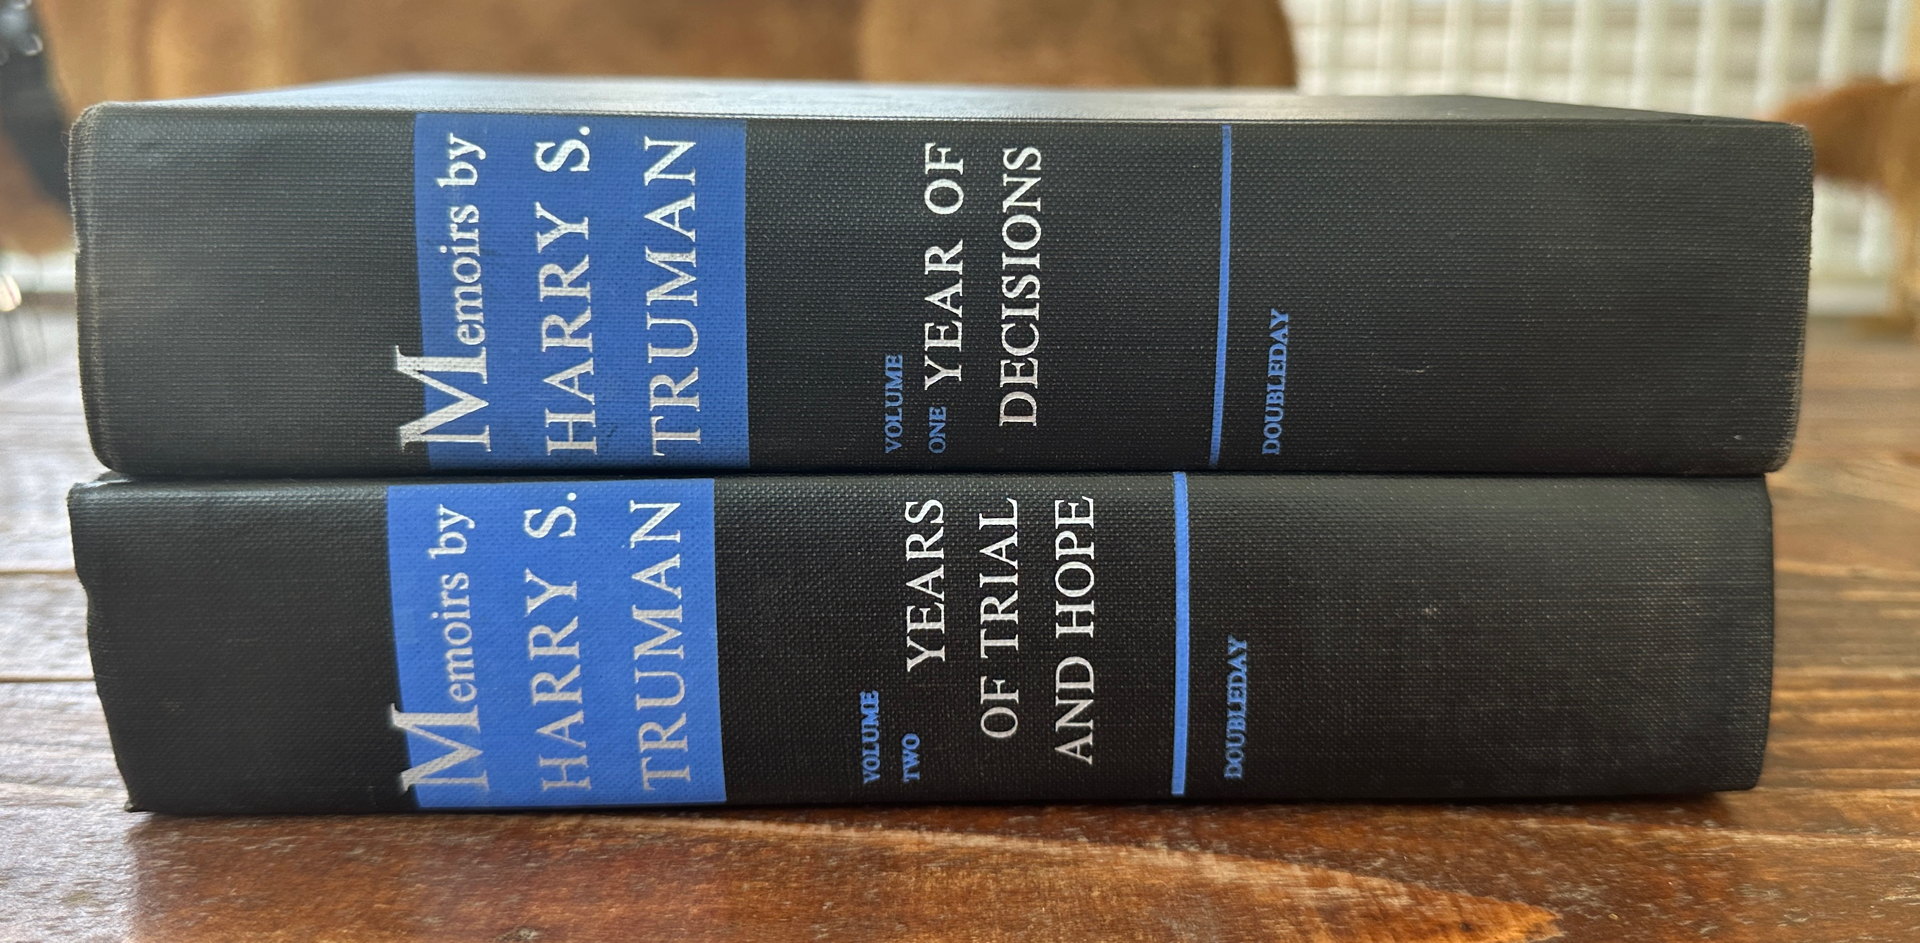 Memoirs by
HARRY S.
TRUMAN
VOLUME
ONE YEAR OF
DECISIONS
DOUBLEDAY
Memoirs by
HARRY S.
TRUMAN
VOLUME
TWO YEARS
OF TRIAL
AND HOPE
DOUBLEDAY